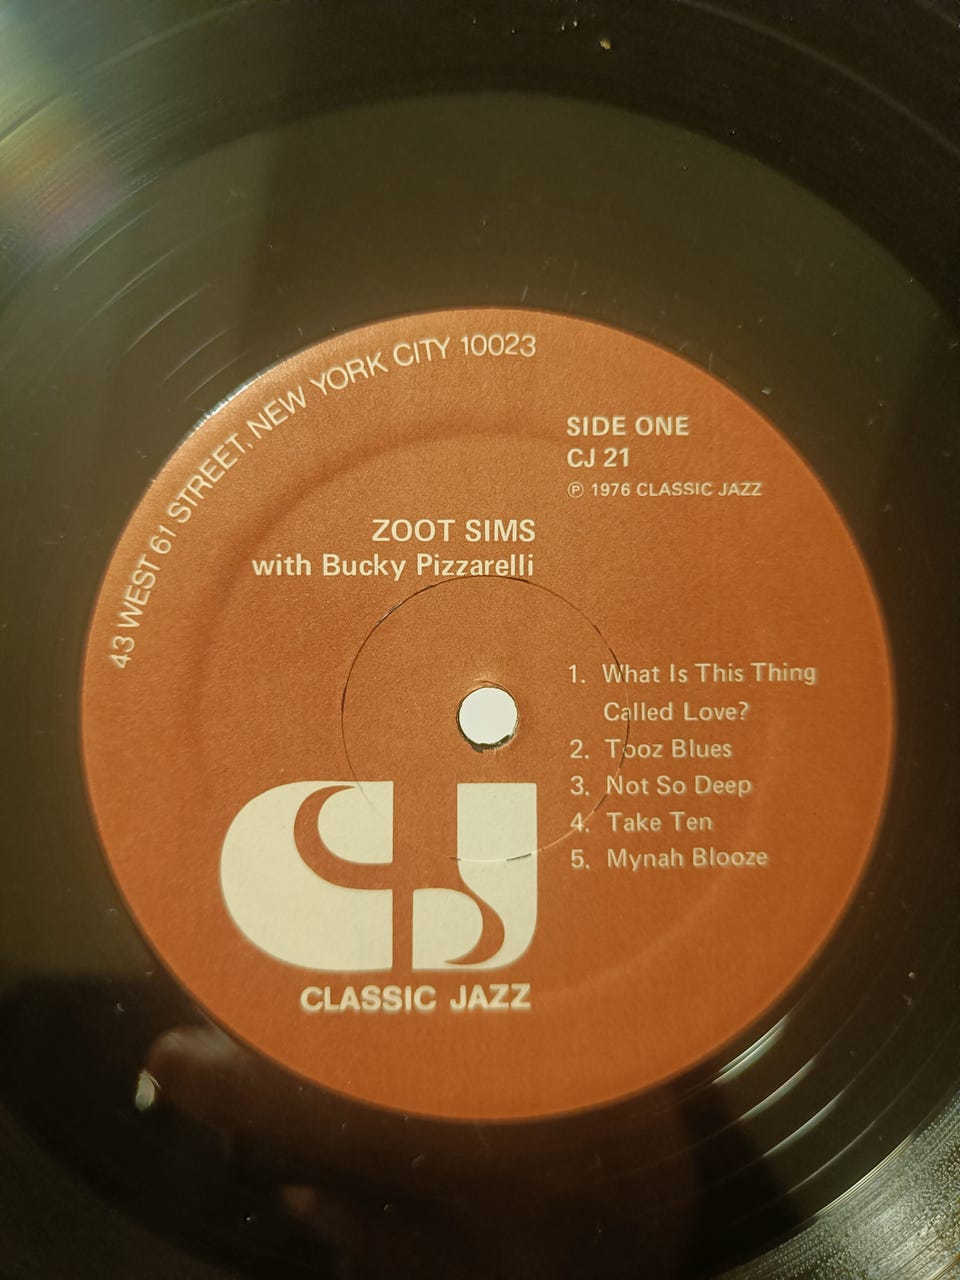 43 WEST 61 STREET, NEW YORK CITY 10023
SIDE ONE
CJ 21
℗ 1976 CLASSIC JAZZ
ZOOT SIMS
with Bucky Pizzarelli
1. What Is This Thing
Called Love?
2. Tooz Blues
3. Not So Deep
4. Take Ten
5. Mynah Blooze
CJ
CLASSIC JAZZ